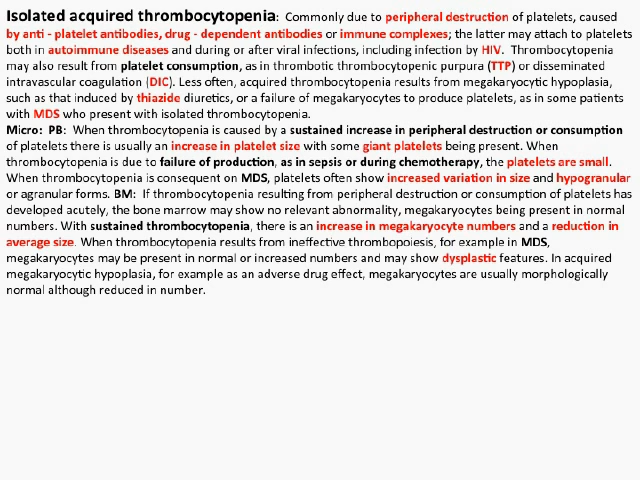 Isolated acquired thrombocytopenia: Commonly due to peripheral destruction of platelets, caused
by anti - platelet antibodies, drug - dependent antibodies or immune complexes; the latter may attach to platelets
both in autoimmune diseases and during or after viral infections, including infection by HIV. Thrombocytopenia
may also result from platelet consumption, as in thrombotic thrombocytopenic purpura (TTP) or disseminated
intravascular coagulation (DIC). Less often, acquired thrombocytopenia results from megakaryocytic hypoplasia,
such as that induced by thiazide diuretics, or a failure of megakaryocytes to produce platelets, as in some patients
with MDS who present with isolated thrombocytopenia.
Micro: PB: When thrombocytopenia is caused by a sustained increase in peripheral destruction or consumption
of platelets there is usually an increase in platelet size with some giant platelets being present. When
thrombocytopenia is due to failure of production, as in sepsis or during chemotherapy, the platelets are small.
When thrombocytopenia is consequent on MDS, platelets often show increased variation in size and hypogranular
or agranular forms. BM: If thrombocytopenia resulting from peripheral destruction or consumption of platelets has
developed acutely, the bone marrow may show no relevant abnormality, megakaryocytes being present in normal
numbers. With sustained thrombocytopenia, there is an increase in megakaryocyte numbers and a reduction in
average size. When thrombocytopenia results from ineffective thrombopoiesis, for example in MDS,
megakaryocytes may be present in normal or increased numbers and may show dysplastic features. In acquired
megakaryocytic hypoplasia, for example as an adverse drug effect, megakaryocytes are usually morphologically
normal although reduced in number.